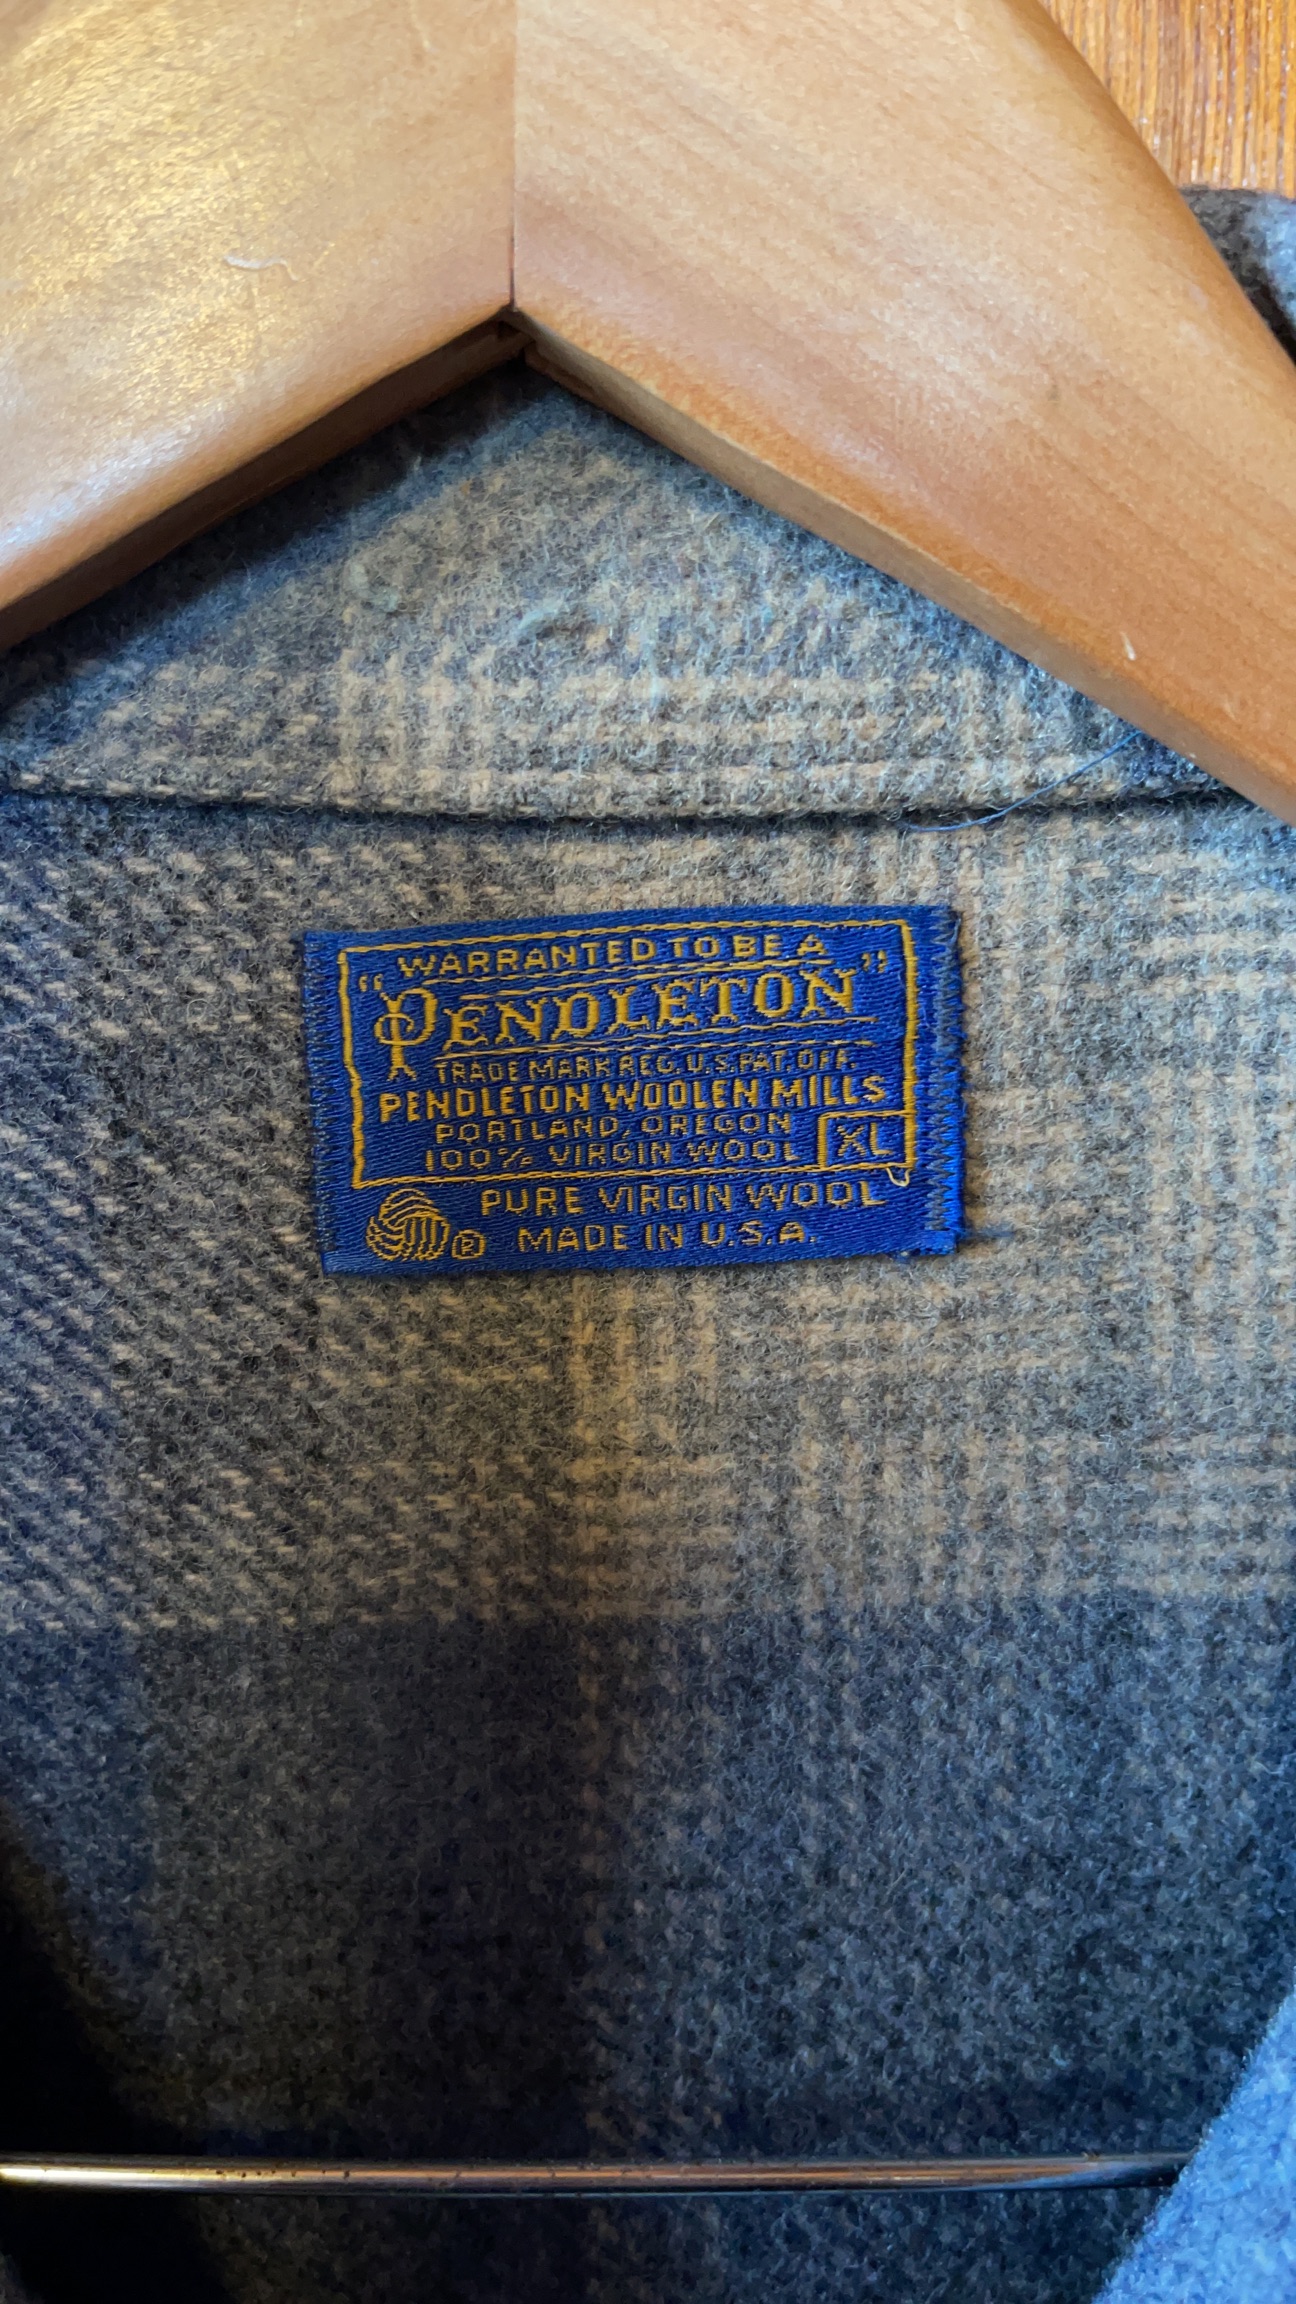 WARRANTED TO BE A
"PENDLETON"
TRADE MARK REG. U.S. PAT. OFF.
PENDLETON WOOLEN MILLS
PORTLAND, OREGON
100% VIRGIN WOOL XL
PURE VIRGIN WOOL
® MADE IN U.S.A.